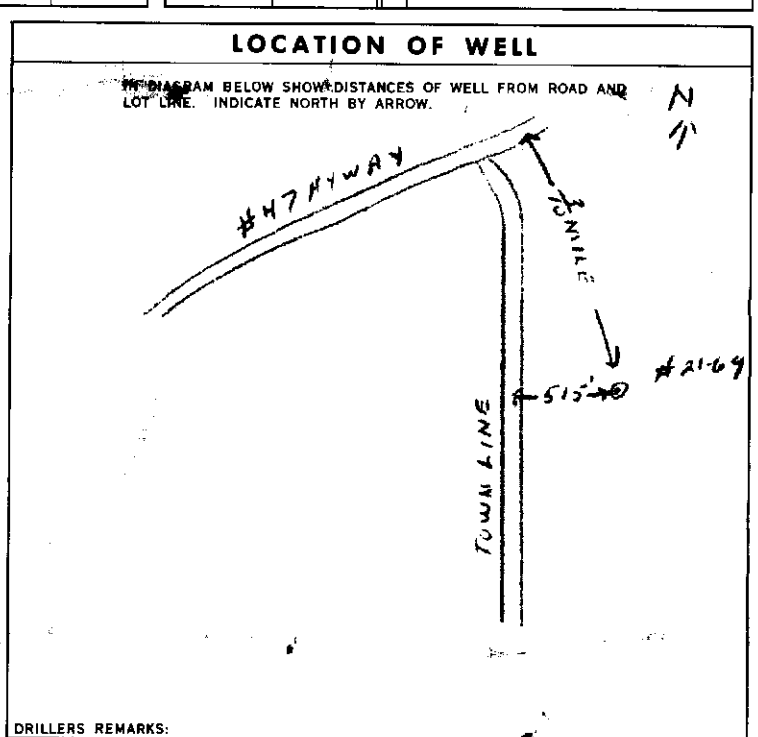 LOCATION OF WELL
IN DIAGRAM BELOW SHOW DISTANCES OF WELL FROM ROAD AND
LOT LINE. INDICATE NORTH BY ARROW.
N
#47 HYWAY
MILE
#21-69
515'
TOWN LINE
DRILLERS REMARKS: